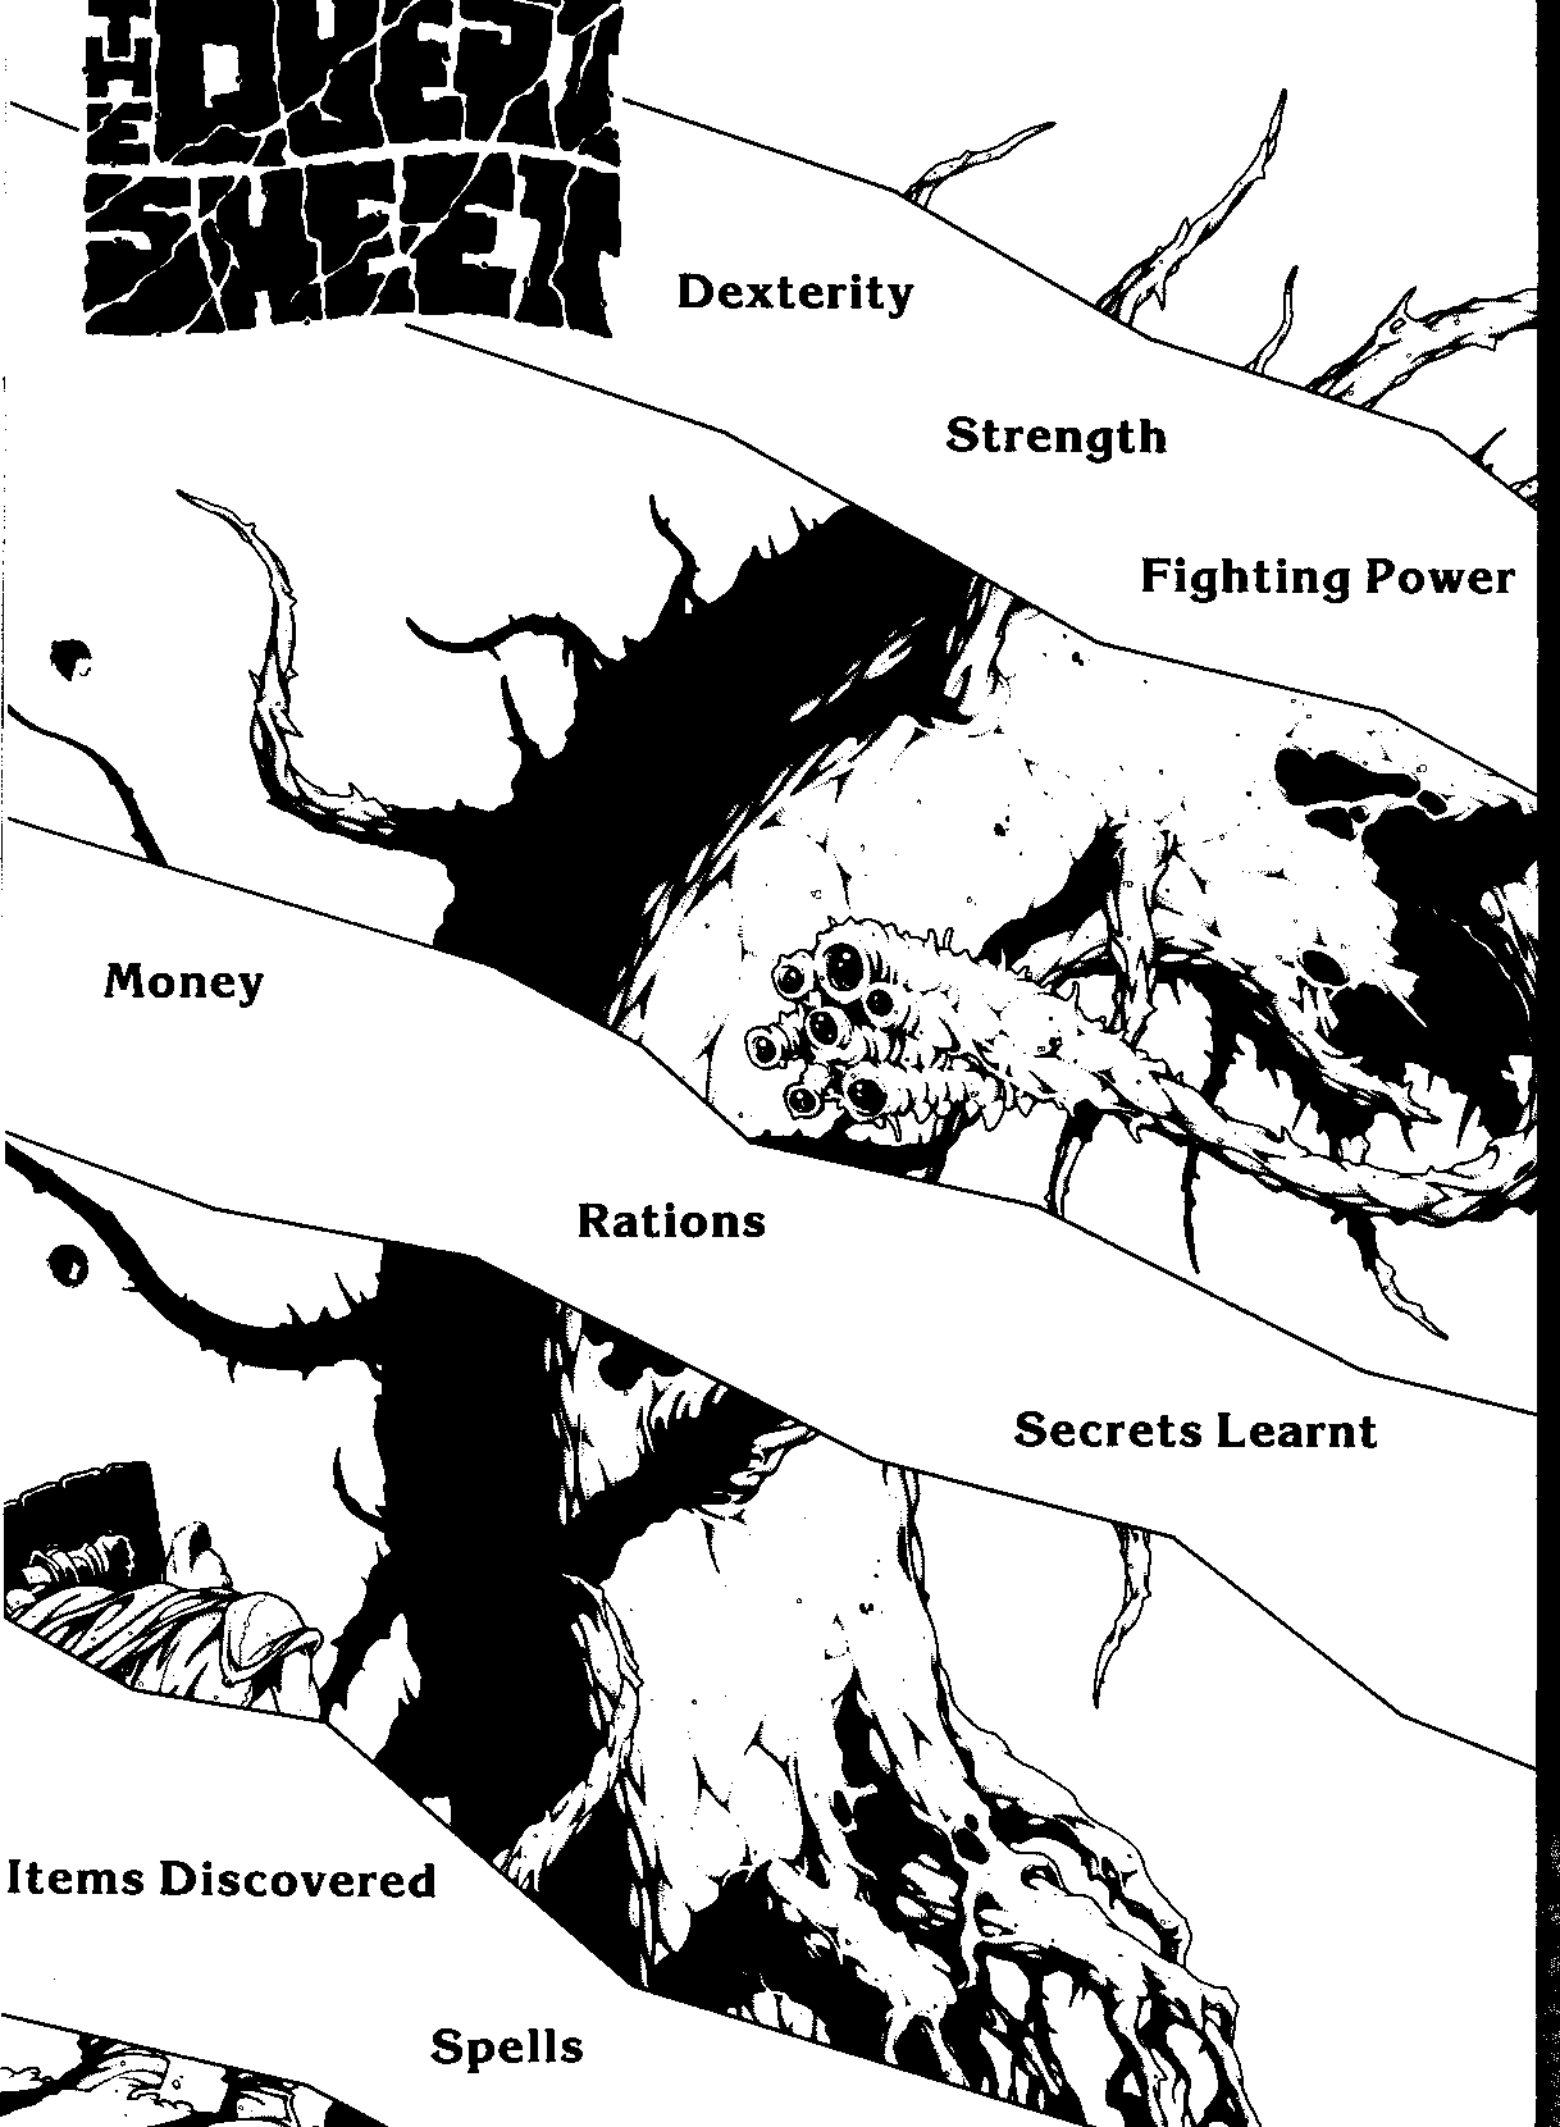 THE QUEST
SHEET
Dexterity
Strength
Fighting Power
Money
Rations
Secrets Learnt
Items Discovered
Spells